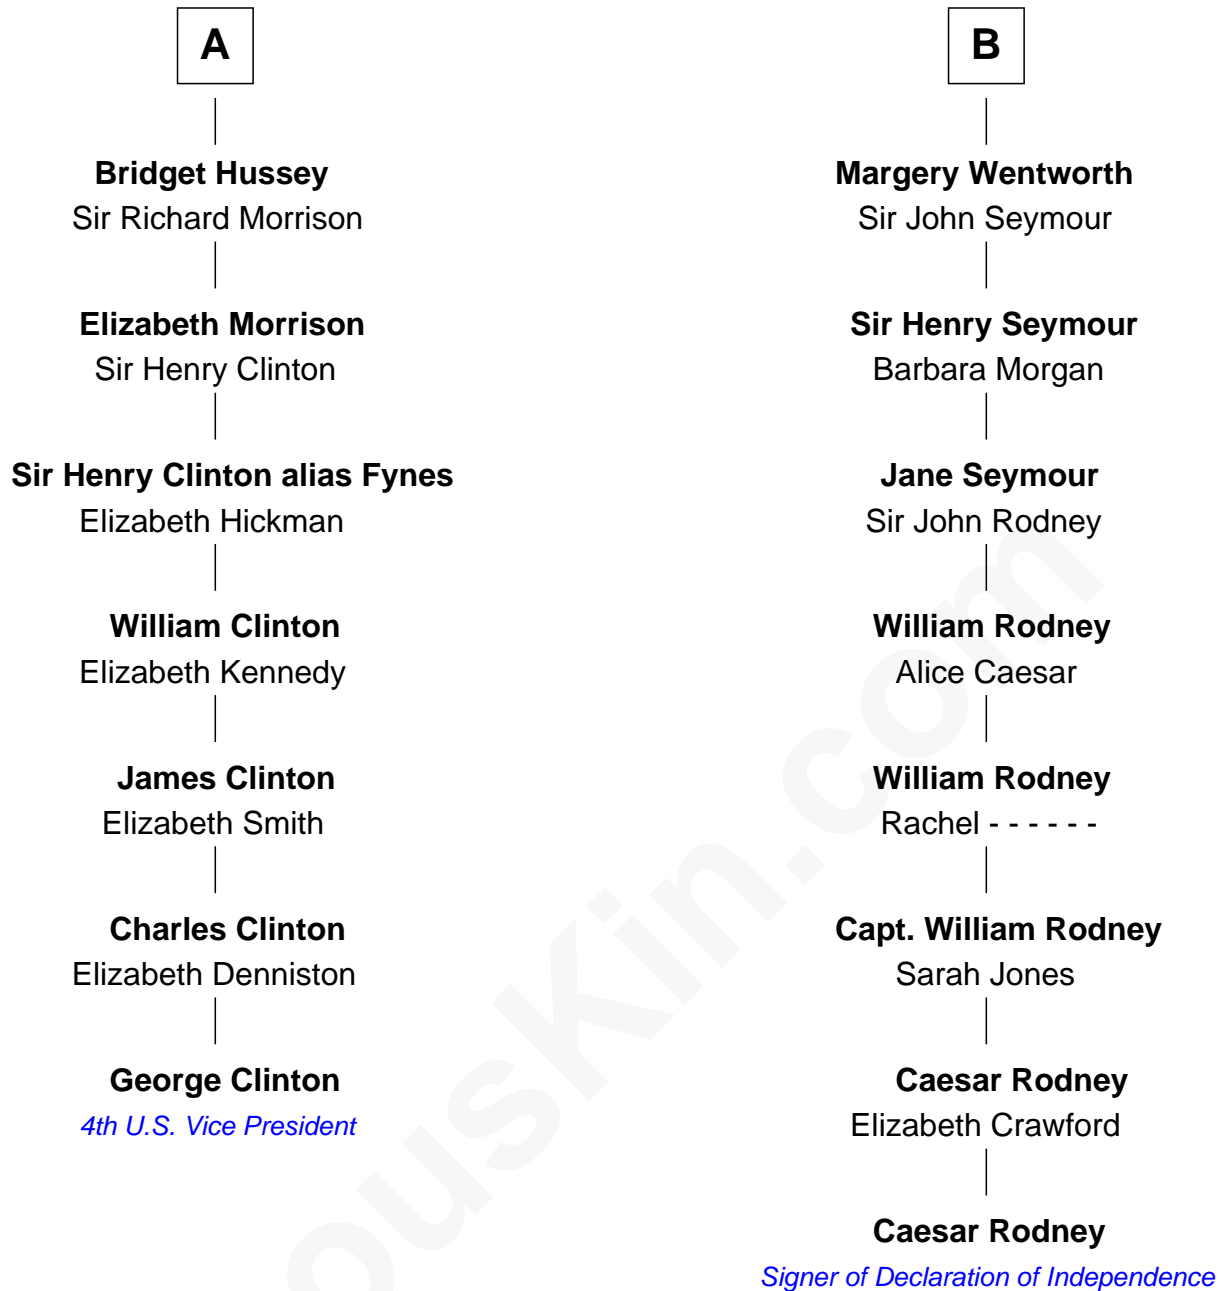 A
Bridget Hussey
Sir Richard Morrison
Elizabeth Morrison
Sir Henry Clinton
Sir Henry Clinton alias Fynes
Elizabeth Hickman
William Clinton
Elizabeth Kennedy
James Clinton
Elizabeth Smith
Charles Clinton
Elizabeth Denniston
George Clinton
4th U.S. Vice President
B
Margery Wentworth
Sir John Seymour
Sir Henry Seymour
Barbara Morgan
Jane Seymour
Sir John Rodney
William Rodney
Alice Caesar
William Rodney
Rachel - - - - - -
Capt. William Rodney
Sarah Jones
Caesar Rodney
Elizabeth Crawford
Caesar Rodney
Signer of Declaration of Independence
ousKin.com